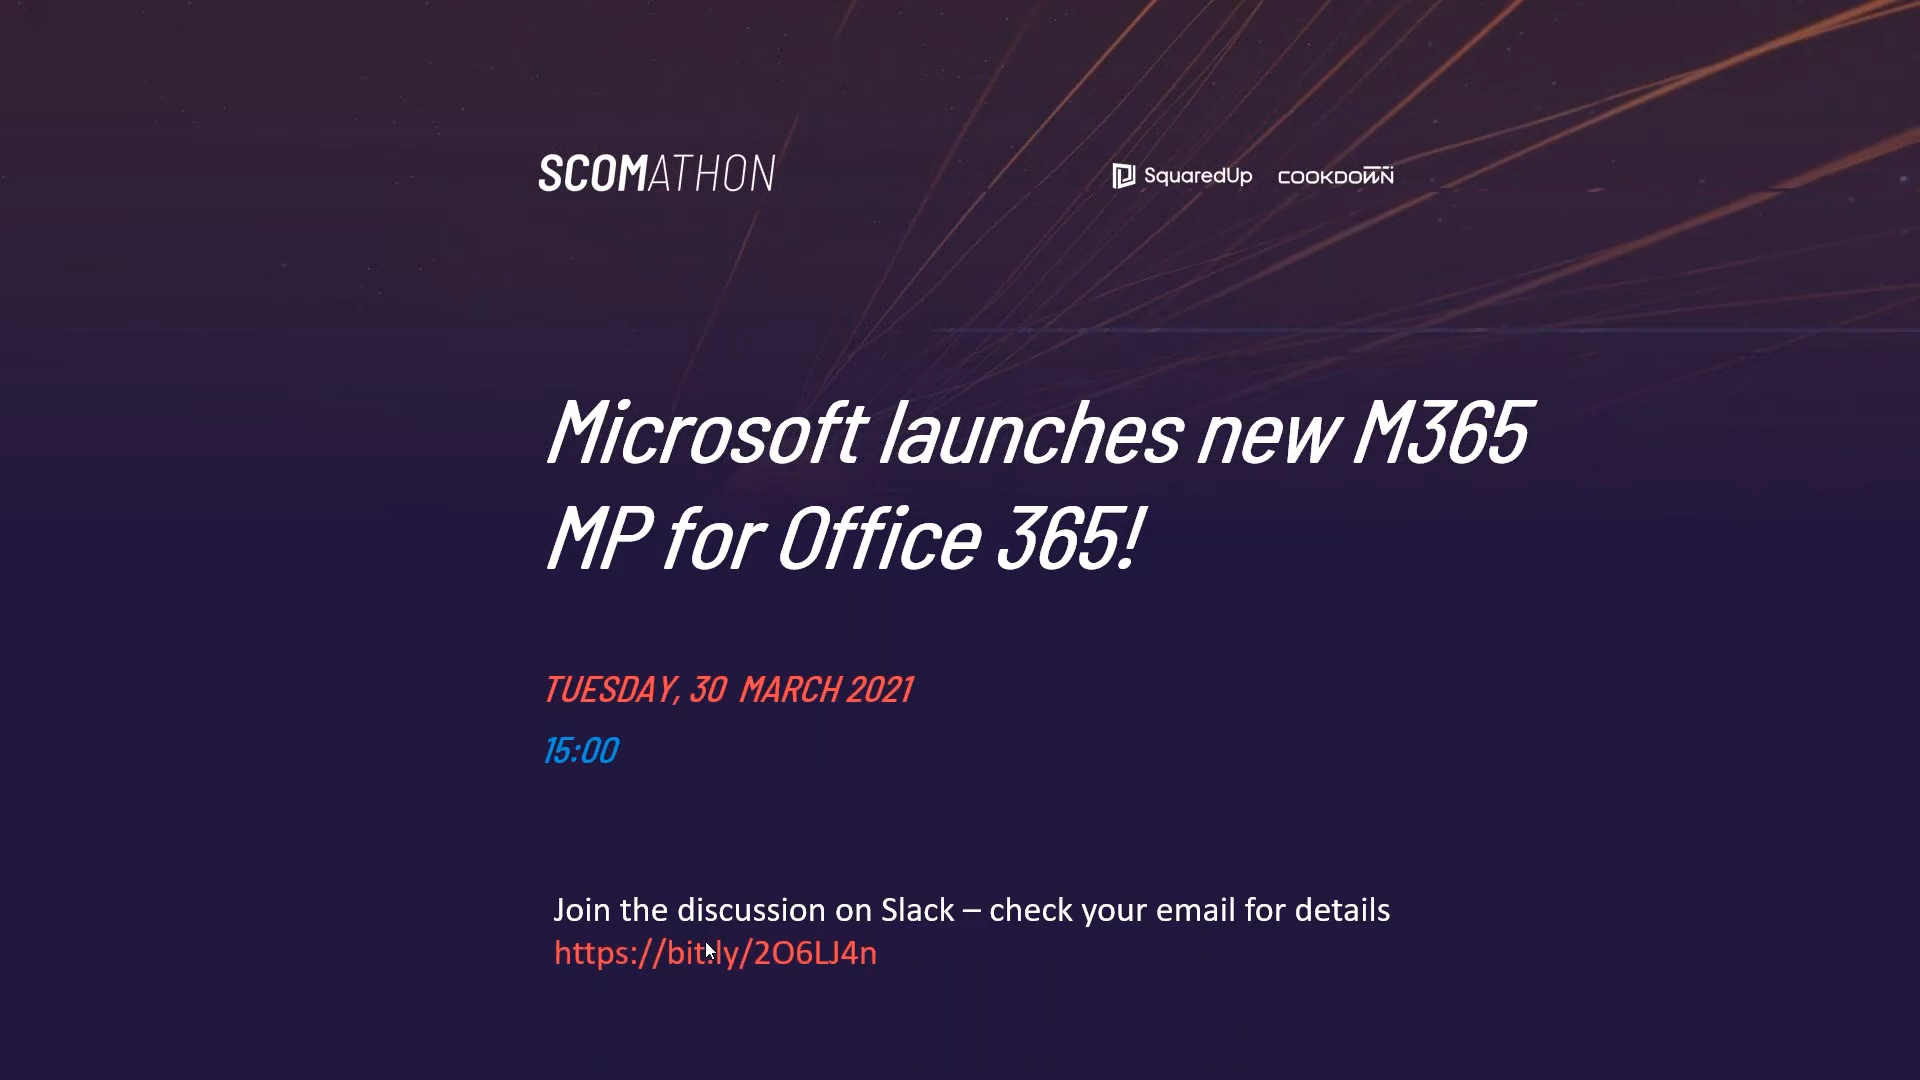 SCOMATHON
SquaredUp COOKDOWN
Microsoft launches new M365
MP for Office 365!
TUESDAY, 30 MARCH 2021
15:00
Join the discussion on Slack – check your email for details
https://bit.ly/2O6LJ4n